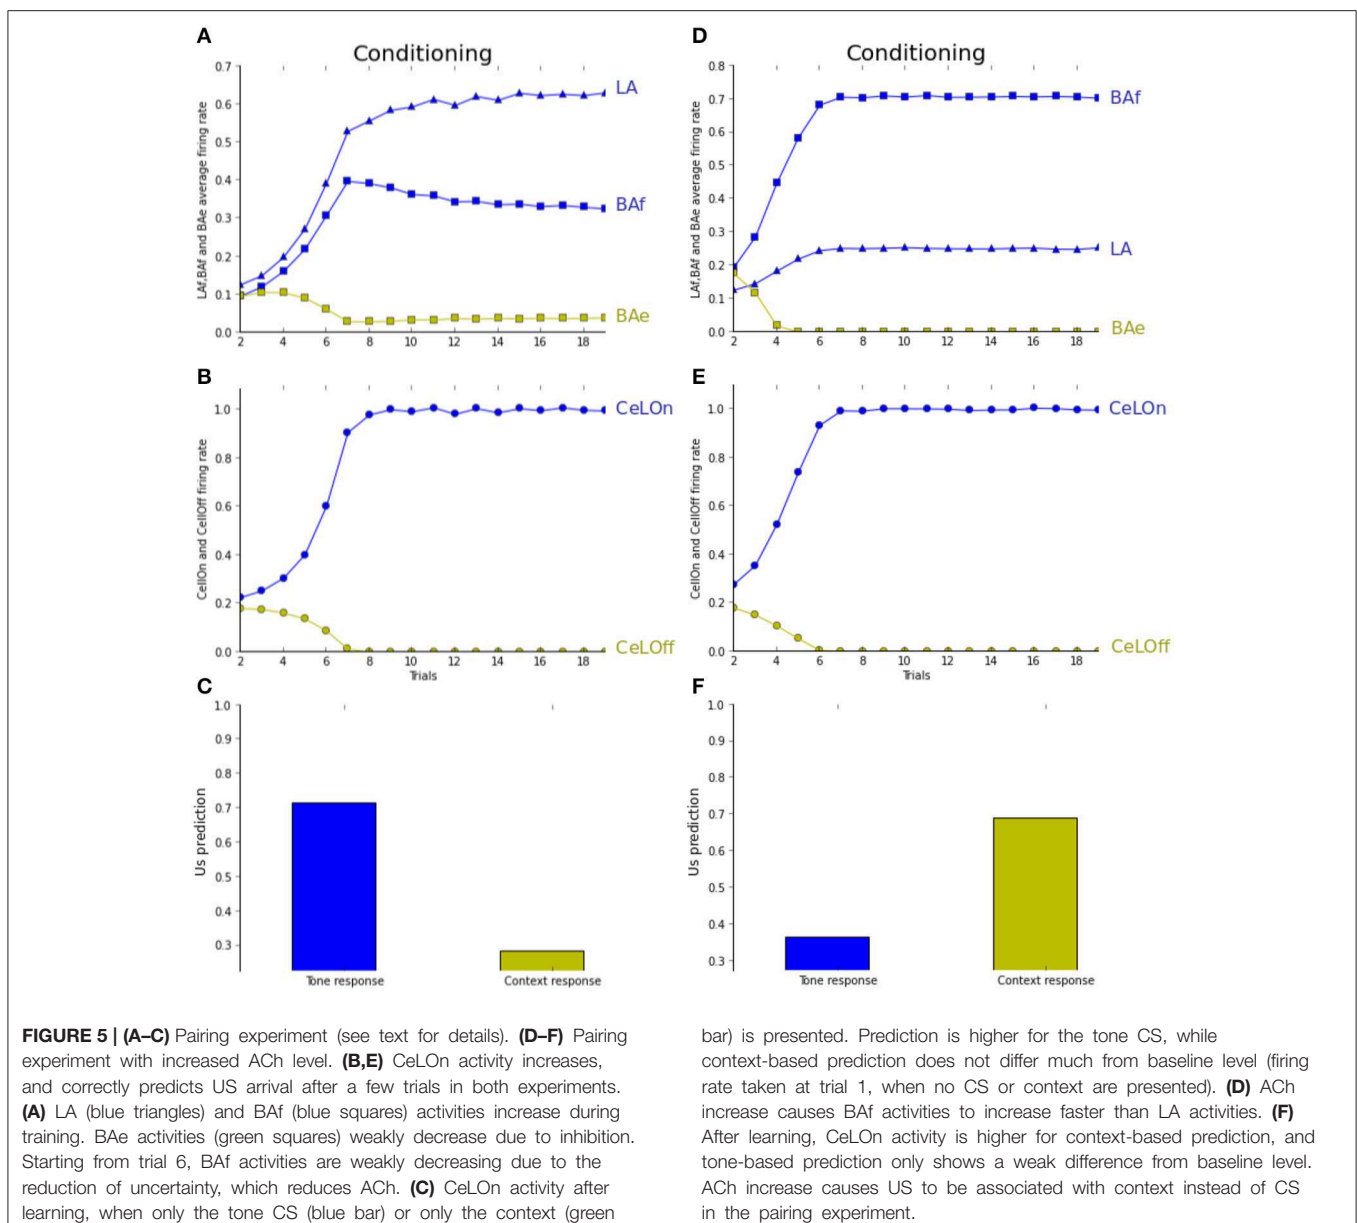 A
Conditioning
0.7
0.6
0.5
0.4
0.3
0.2
0.1
0.0
LAf,BAf and BAe average firing rate
LA
BAf
BAe
2 4 6 8 10 12 14 16 18
D
Conditioning
0.8
0.7
0.6
0.5
0.4
0.3
0.2
0.1
0.0
LAf,BAf and BAe average firing rate
BAf
LA
BAe
2 4 6 8 10 12 14 16 18
B
1.0
0.8
0.6
0.4
0.2
0.0
CellOn and CellOff firing rate
CeLOn
CeLOff
2 4 6 8 10 12 14 16 18
Trials
E
1.0
0.8
0.6
0.4
0.2
0.0
CellOn and CellOff firing rate
CeLOn
CeLOff
2 4 6 8 10 12 14 16 18
Trials
C
1.0
0.9
0.8
0.7
0.6
0.5
0.4
0.3
Us prediction
Tone response Context response
F
1.0
0.9
0.8
0.7
0.6
0.5
0.4
0.3
Us prediction
Tone response Context response
FIGURE 5 | (A–C) Pairing experiment (see text for details). (D–F) Pairing
experiment with increased ACh level. (B,E) CeLOn activity increases,
and correctly predicts US arrival after a few trials in both experiments.
(A) LA (blue triangles) and BAf (blue squares) activities increase during
training. BAe activities (green squares) weakly decrease due to inhibition.
Starting from trial 6, BAf activities are weakly decreasing due to the
reduction of uncertainty, which reduces ACh. (C) CeLOn activity after
learning, when only the tone CS (blue bar) or only the context (green
bar) is presented. Prediction is higher for the tone CS, while
context-based prediction does not differ much from baseline level (firing
rate taken at trial 1, when no CS or context are presented). (D) ACh
increase causes BAf activities to increase faster than LA activities. (F)
After learning, CeLOn activity is higher for context-based prediction, and
tone-based prediction only shows a weak difference from baseline level.
ACh increase causes US to be associated with context instead of CS
in the pairing experiment.